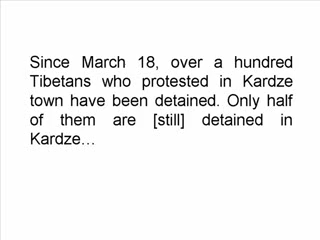 Since March 18, over a hundred
Tibetans who protested in Kardze
town have been detained. Only half
of them are [still] detained in
Kardze…